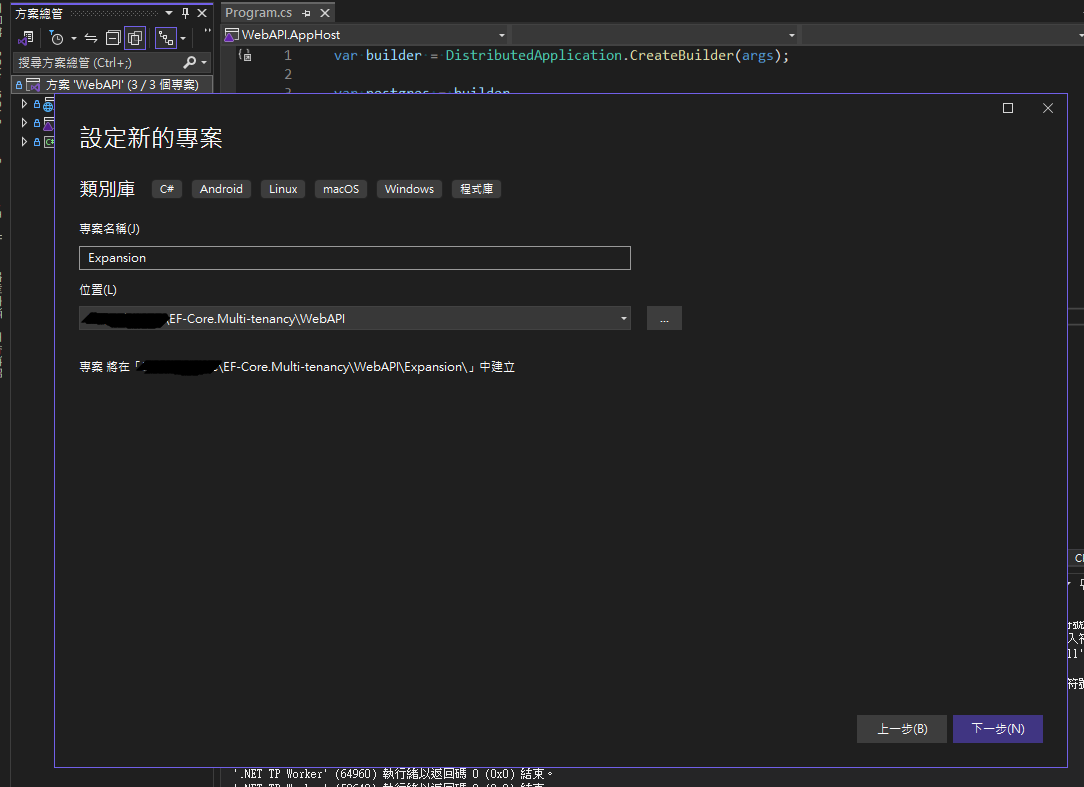 方案總管
Program.cs
WebAPI.AppHost
搜尋方案總管 (Ctrl+;)
1 var builder = DistributedApplication.CreateBuilder(args);
2
方案 'WebAPI' (3 / 3 個專案)
3 var postgres = builder
設定新的專案
類別庫 C# Android Linux macOS Windows 程式庫
專案名稱(J)
Expansion
位置(L)
\EF-Core.Multi-tenancy\WebAPI
...
專案 將在「\EF-Core.Multi-tenancy\WebAPI\Expansion\」中建立
上一步(B) 下一步(N)
'.NET TP Worker' (64960) 執行緒以返回碼 0 (0x0) 結束。